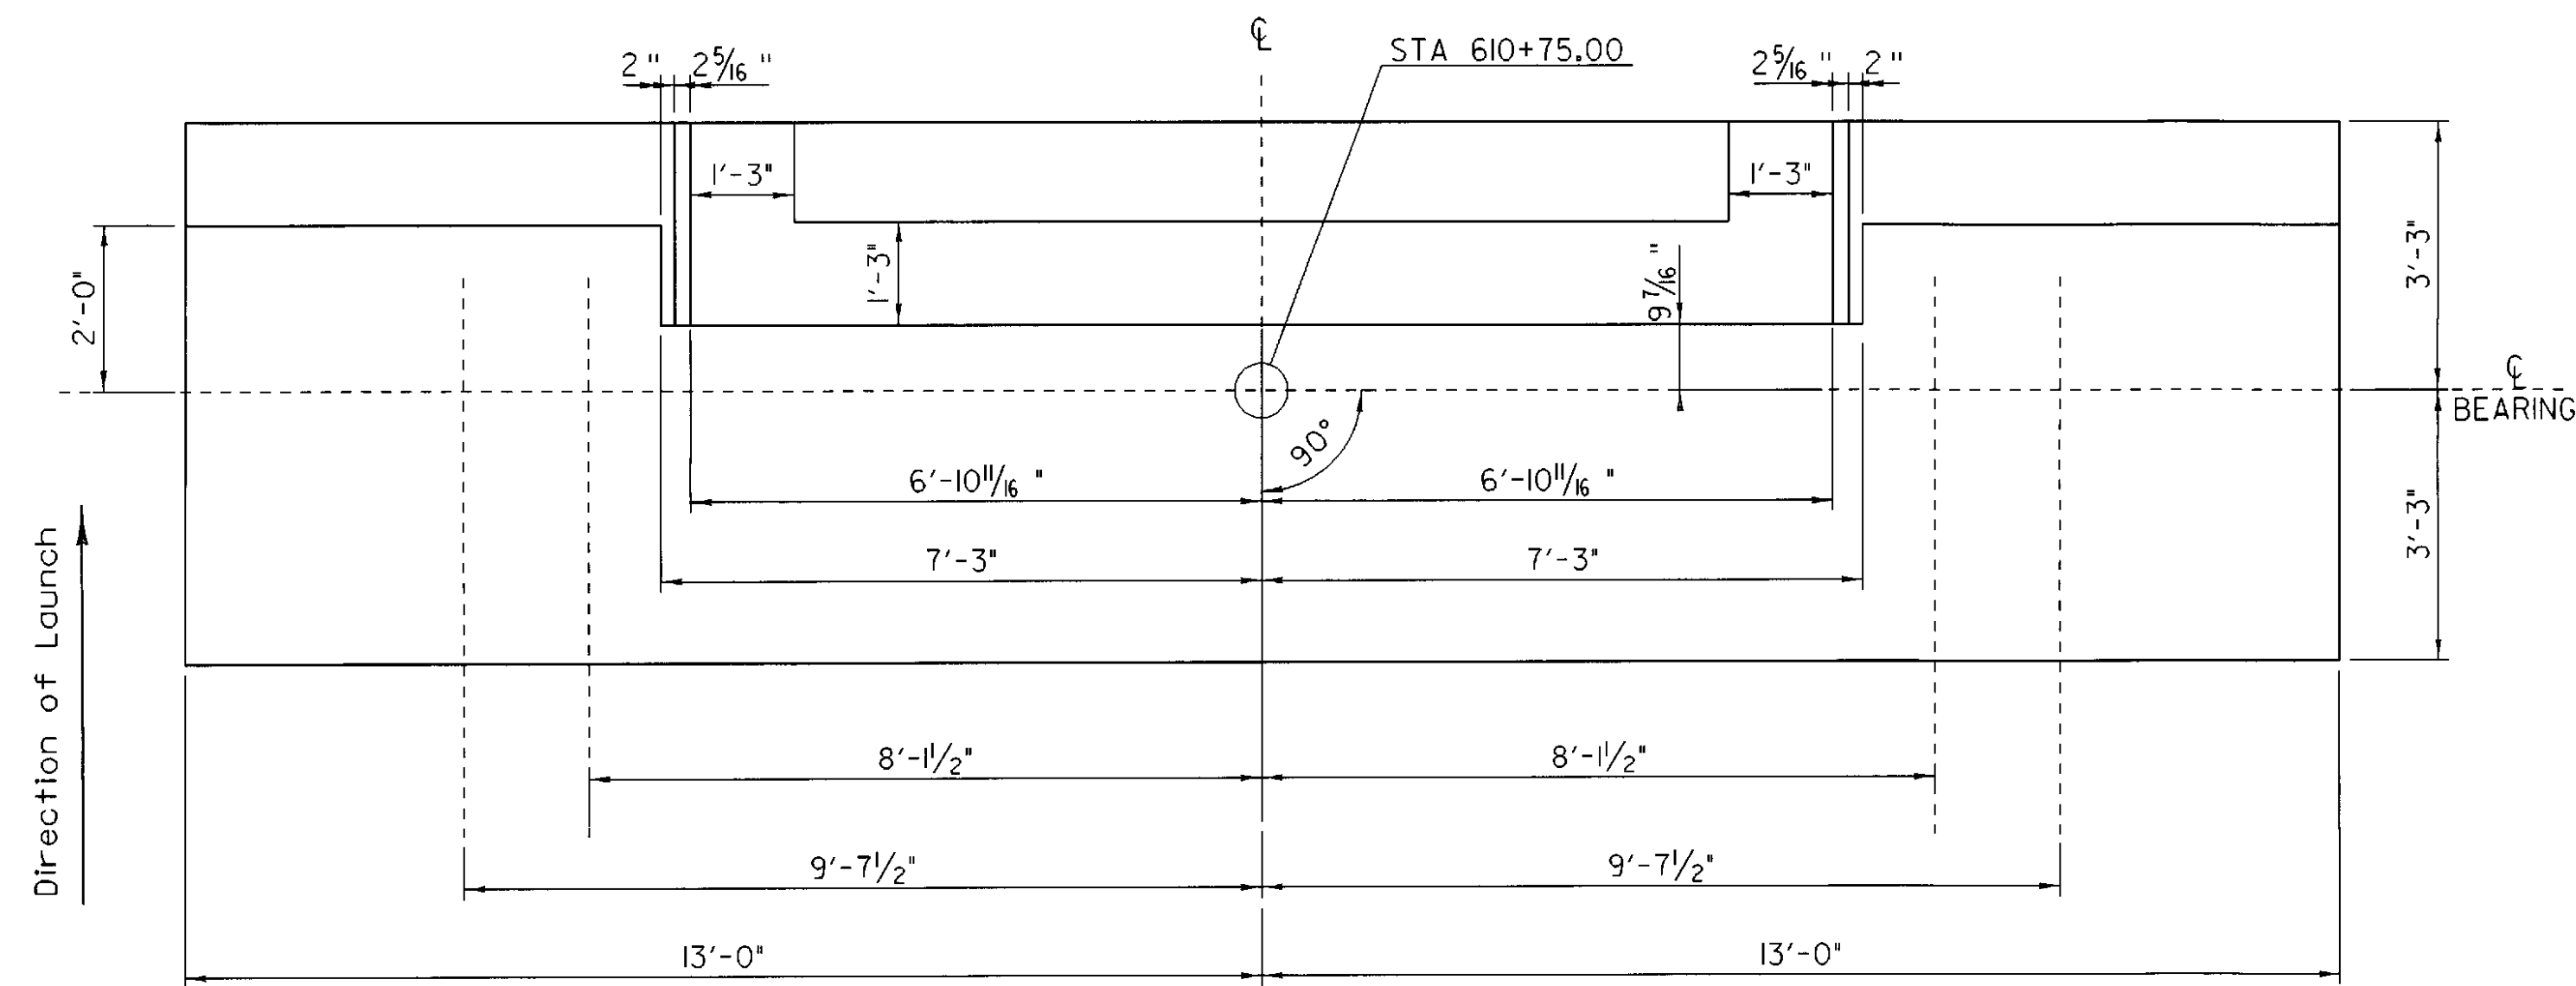 ℄
STA 610+75.00
2 "
2 5/16 "
2 5/16 "
2"
1'-3"
1'-3"
2'-0"
1'-3"
9 7/16 "
3'-3"
℄
BEARING
90°
6'-10 11/16 "
6'-10 11/16 "
3'-3"
7'-3"
7'-3"
Direction of Launch
8'-1 1/2"
8'-1 1/2"
9'-7 1/2"
9'-7 1/2"
13'-0"
13'-0"